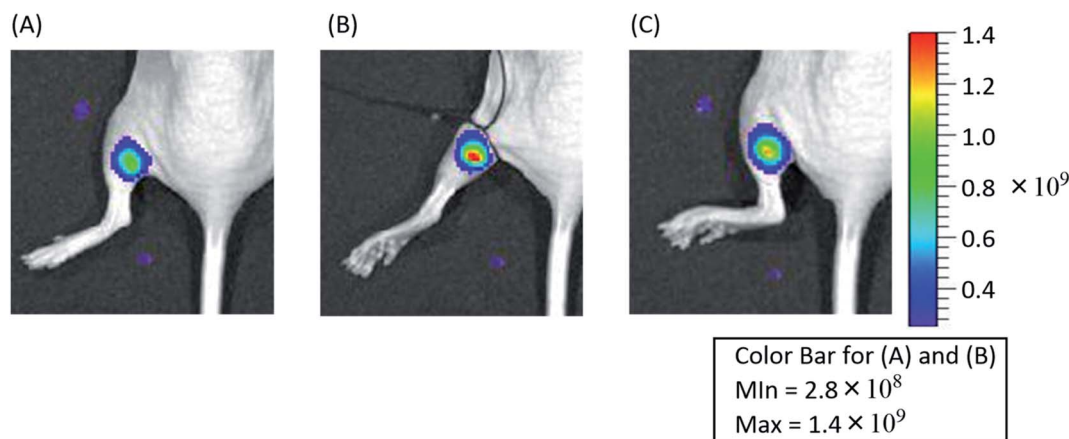 (A)
(B)
(C)
1.4
1.2
1.0
0.8 × 10⁹
0.6
0.4
Color Bar for (A) and (B)
MIn = 2.8 × 10⁸
Max = 1.4 × 10⁹